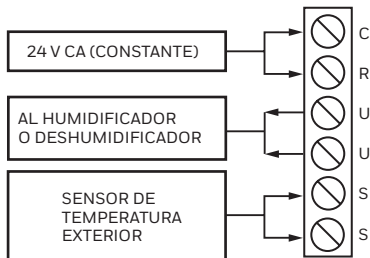 24 V CA (CONSTANTE)
AL HUMIDIFICADOR
O DESHUMIDIFICADOR
SENSOR DE
TEMPERATURA
EXTERIOR
C
R
U
U
S
S